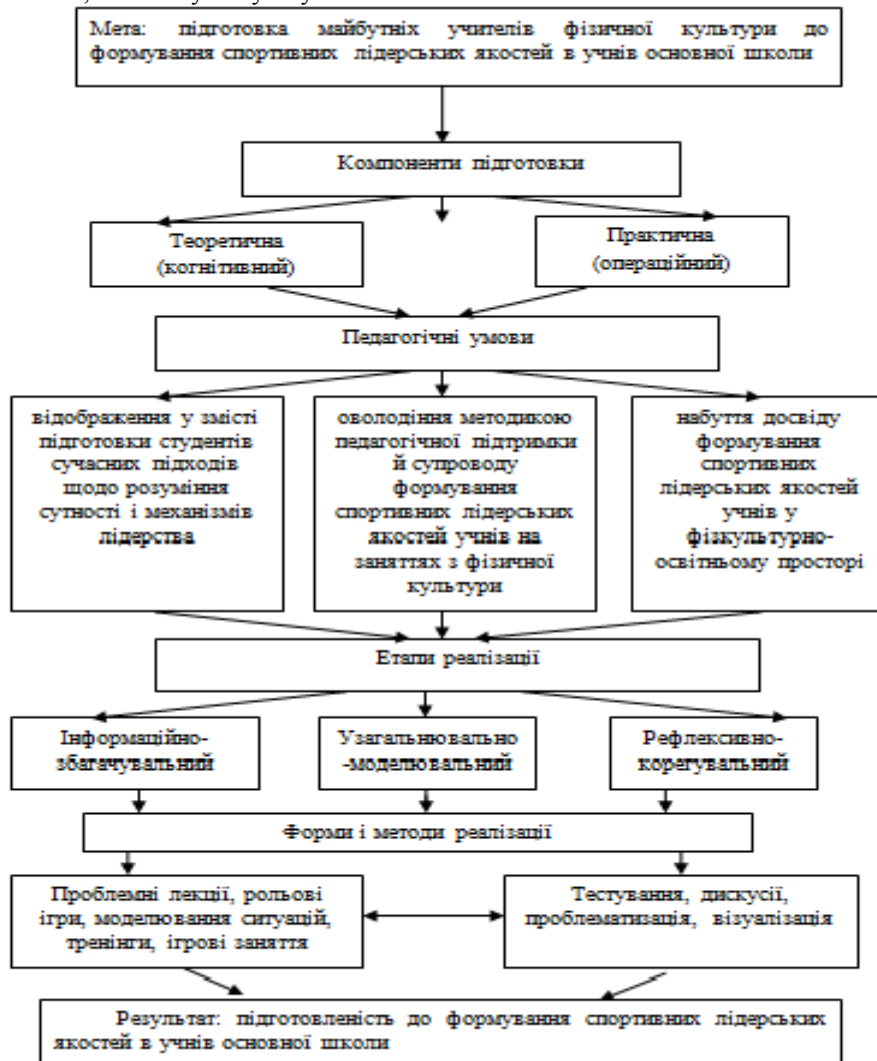 Мета: підготовка майбутніх учителів фізичної культури до
формування спортивних лідерських якостей в учнів основної школи
Компоненти підготовки
Теоретична
(когнітивний)
Практична
(операційний)
Педагогічні умови
відображення у змісті
підготовки студентів
сучасних підходів
щодо розуміння
сутності і механізмів
лідерства
оволодіння методикою
педагогічної підтримки
й супроводу
формування
спортивних лідерських
якостей учнів на
заняттях з фізичної
культури
набуття досвіду
формування
спортивних
лідерських якостей
учнів у
фізкультурно-
освітньому просторі
Етапи реалізації
Інформаційно-
збагачувальний
Узагальнювально
-моделювальний
Рефлексивно-
корегувальний
Форми і методи реалізації
Проблемні лекції, рольові
ігри, моделювання ситуацій,
тренінги, ігрові заняття
Тестування, дискусії,
проблематизація, візуалізація
Результат: підготовленість до формування спортивних лідерських
якостей в учнів основної школи